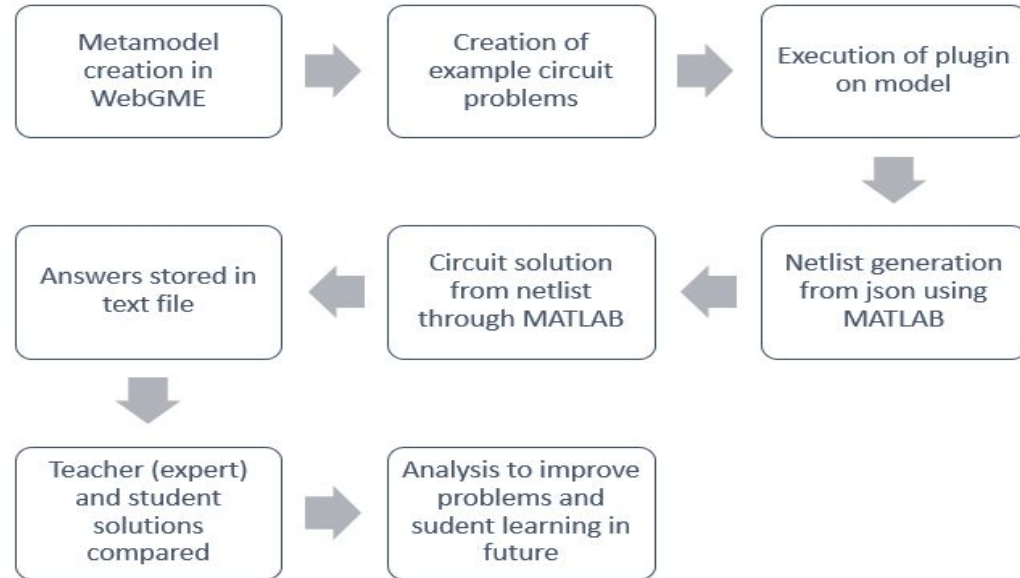 Metamodel
creation in
WebGME
Creation of
example circuit
problems
Execution of plugin
on model
Netlist generation
from json using
MATLAB
Circuit solution
from netlist
through MATLAB
Answers stored in
text file
Teacher (expert)
and student
solutions
compared
Analysis to improve
problems and
sudent learning in
future